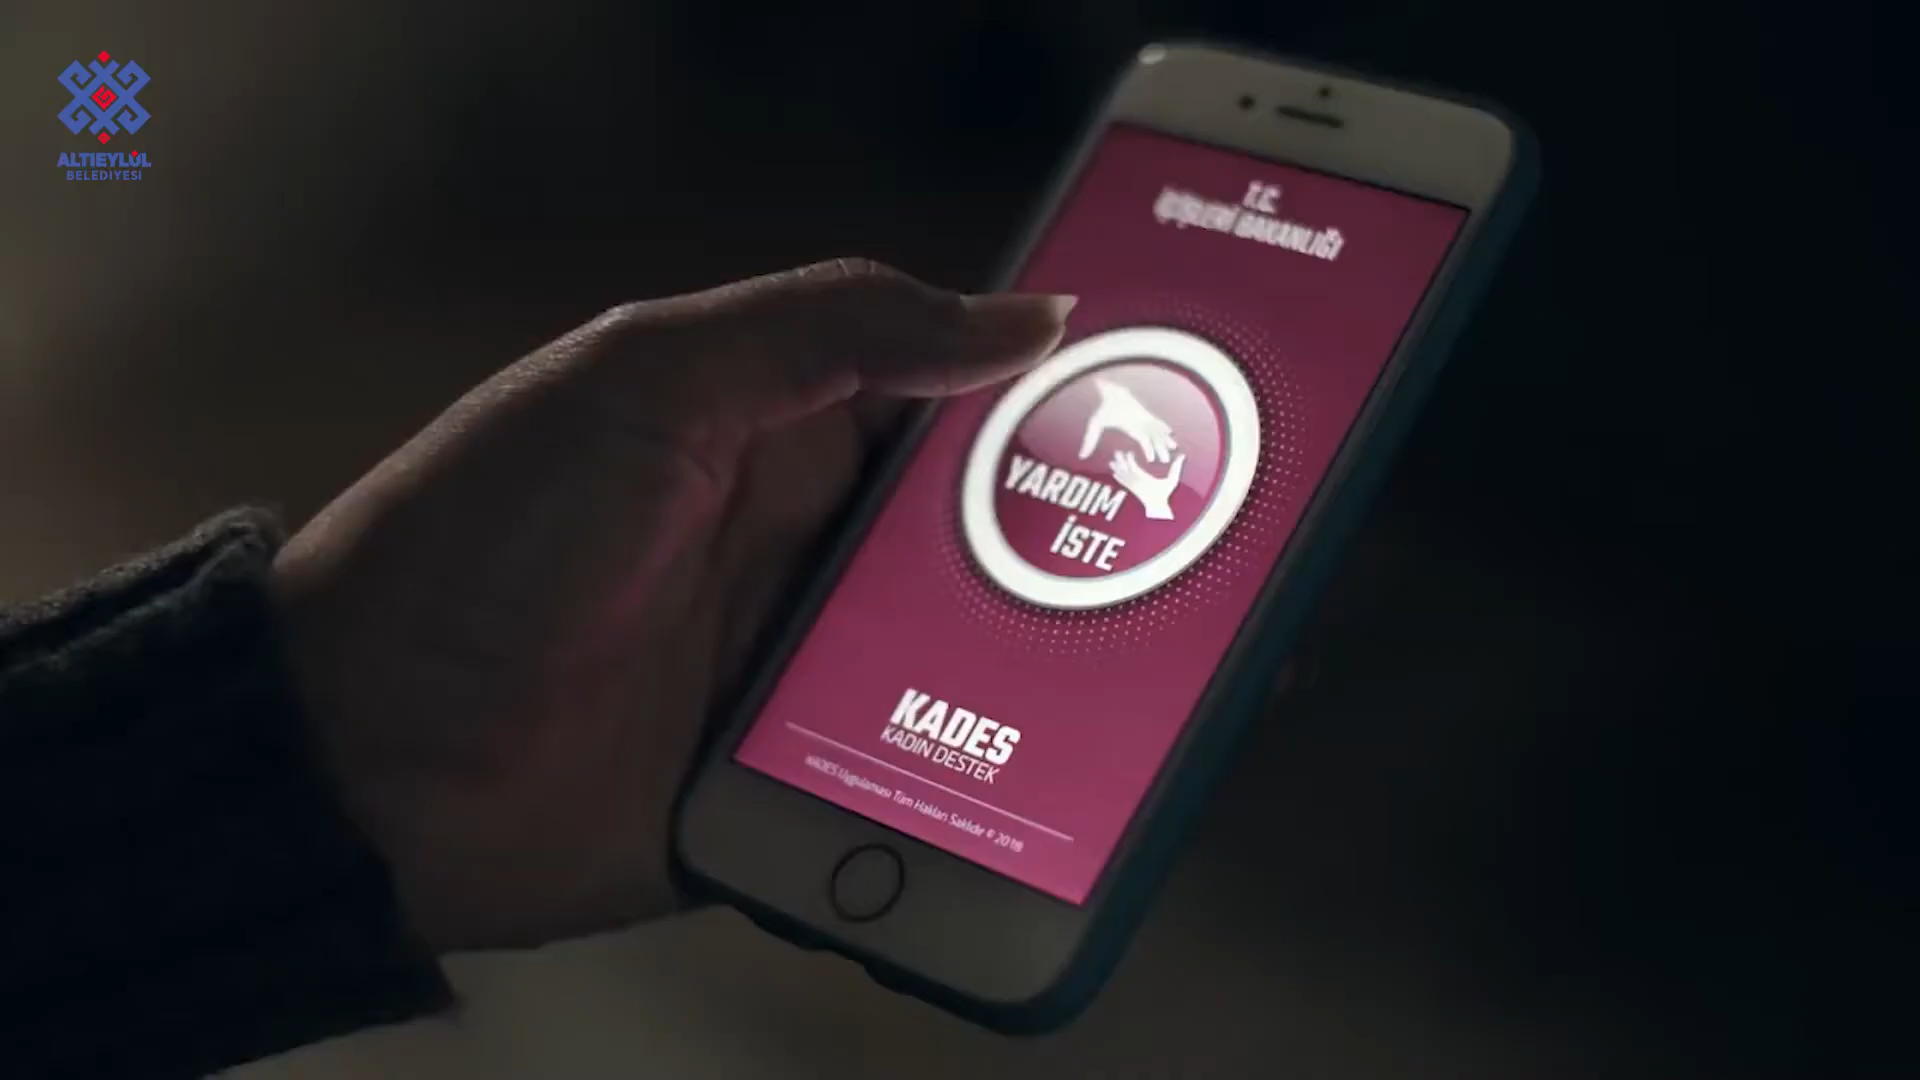 ALTIEYLÜL
BELEDİYESİ
T.C.
İÇİŞLERİ BAKANLIĞI
YARDIM
İSTE
KADES
KADIN DESTEK
KADES Uygulaması Tüm Hakları Saklıdır © 2018